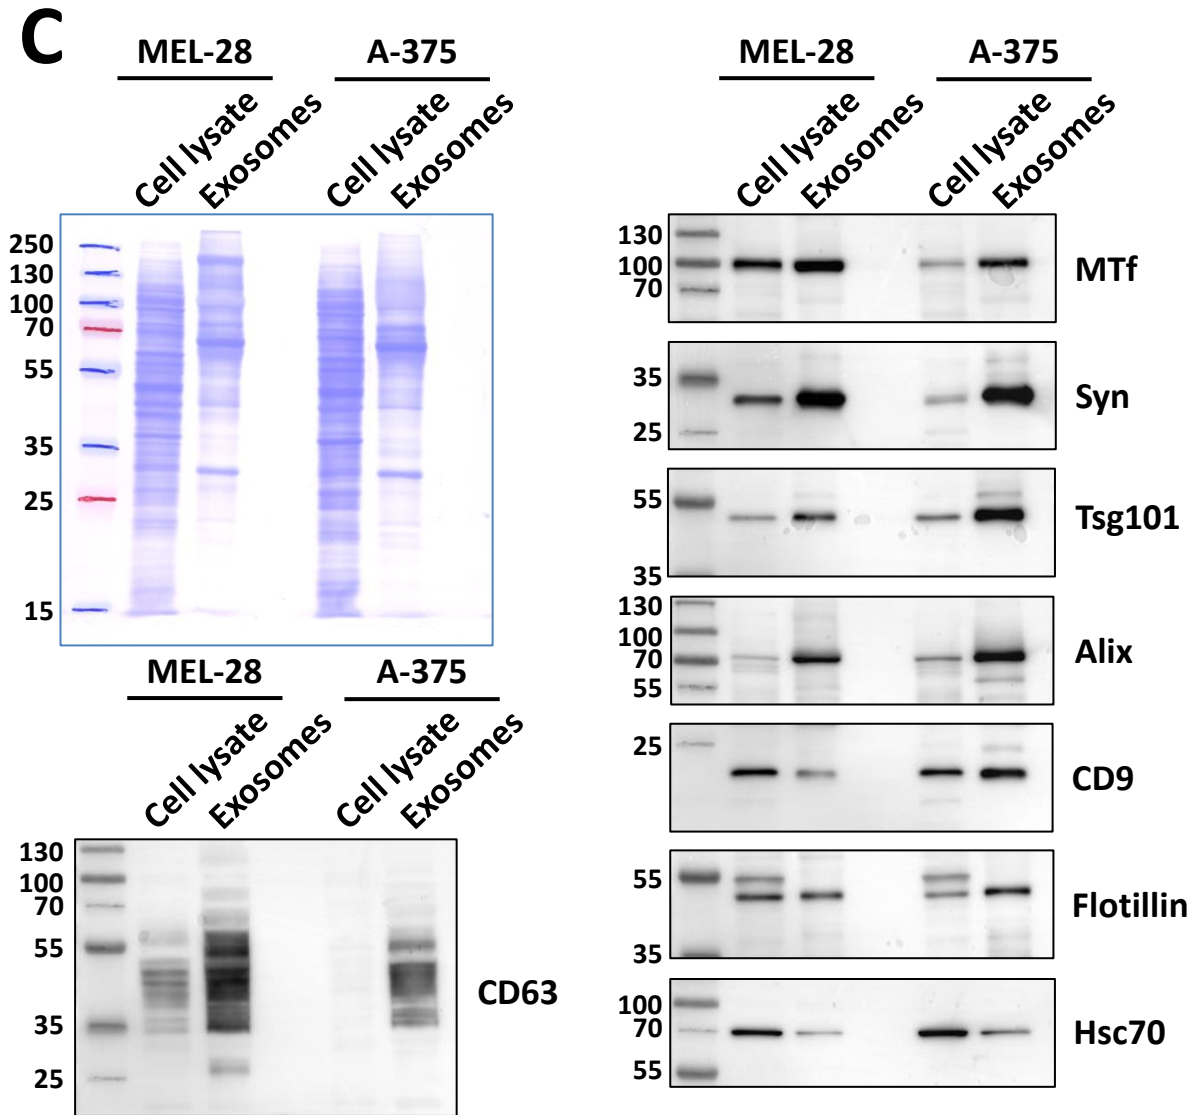 C
MEL-28
A-375
Cell lysate
Exosomes
Cell lysate
Exosomes
250
130
100
70
55
35
25
15
MEL-28
A-375
Cell lysate
Exosomes
Cell lysate
Exosomes
130
100
70
55
35
25
CD63
MEL-28
A-375
Cell lysate
Exosomes
Cell lysate
Exosomes
130
100
70
MTf
35
25
Syn
55
35
Tsg101
130
100
70
55
Alix
25
CD9
55
35
Flotillin
100
70
55
Hsc70